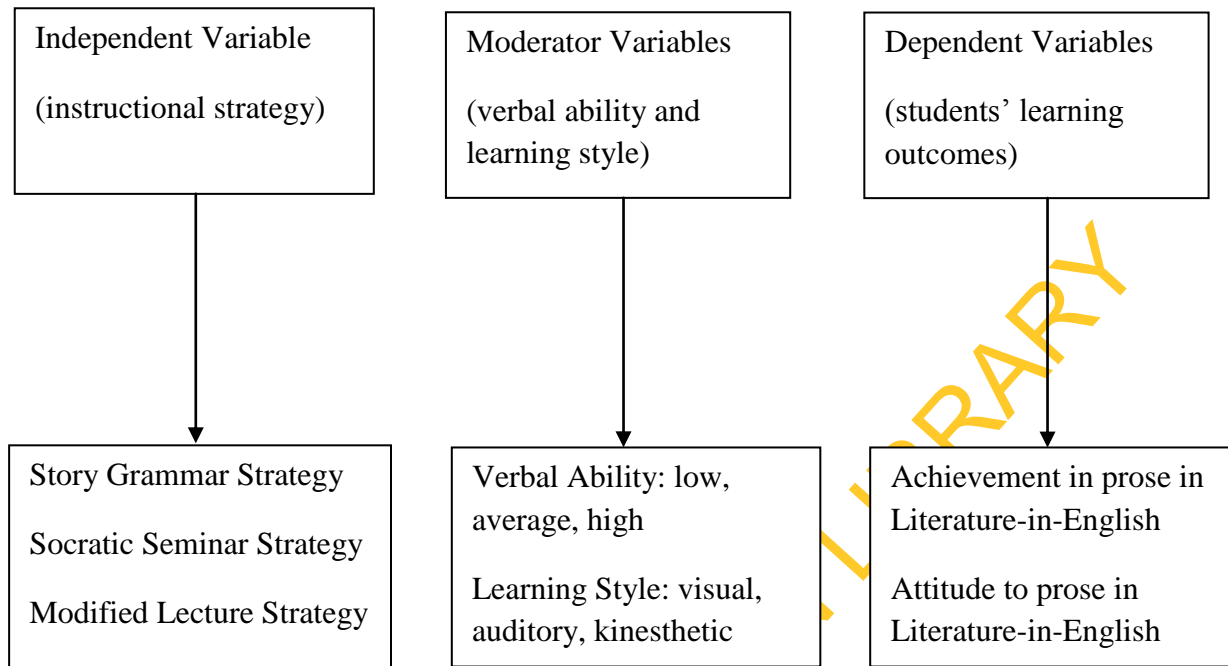 Independent Variable
(instructional strategy)
Moderator Variables
(verbal ability and
learning style)
Dependent Variables
(students’ learning
outcomes)
Story Grammar Strategy
Socratic Seminar Strategy
Modified Lecture Strategy
Verbal Ability: low,
average, high
Learning Style: visual,
auditory, kinesthetic
Achievement in prose in
Literature-in-English
Attitude to prose in
Literature-in-English
LIBRARY